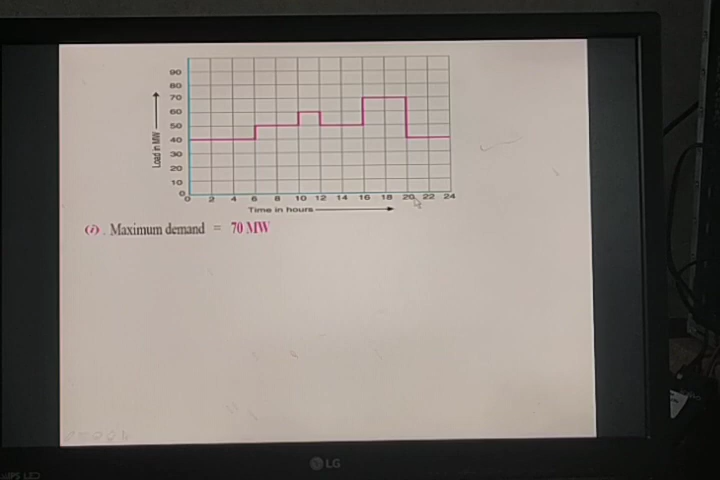 90
80
70
60
50
40
30
20
10
0
Load in MW
0 2 4 6 8 10 12 14 16 18 20 22 24
Time in hours
(i) . Maximum demand = 70 MW
LG